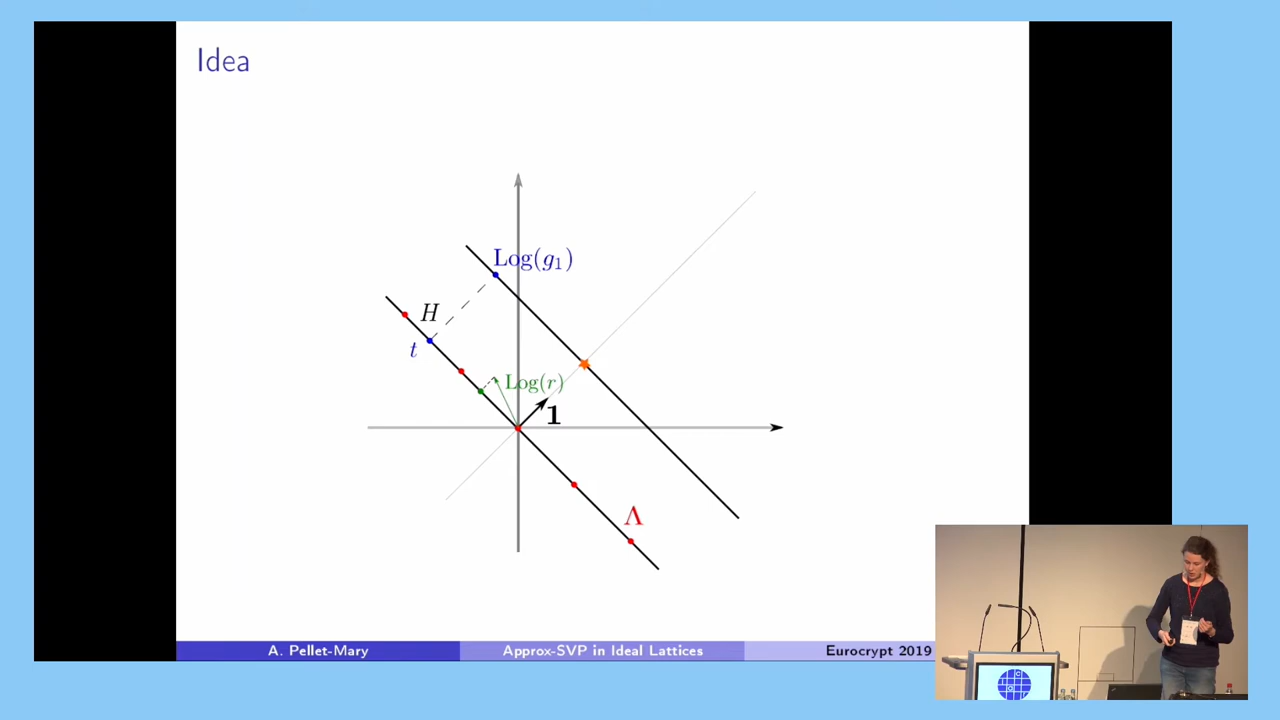 Idea
Log(g₁)
H
t
Log(r)
1
Λ
A. Pellet-Mary
Approx-SVP in Ideal Lattices
Eurocrypt 2019